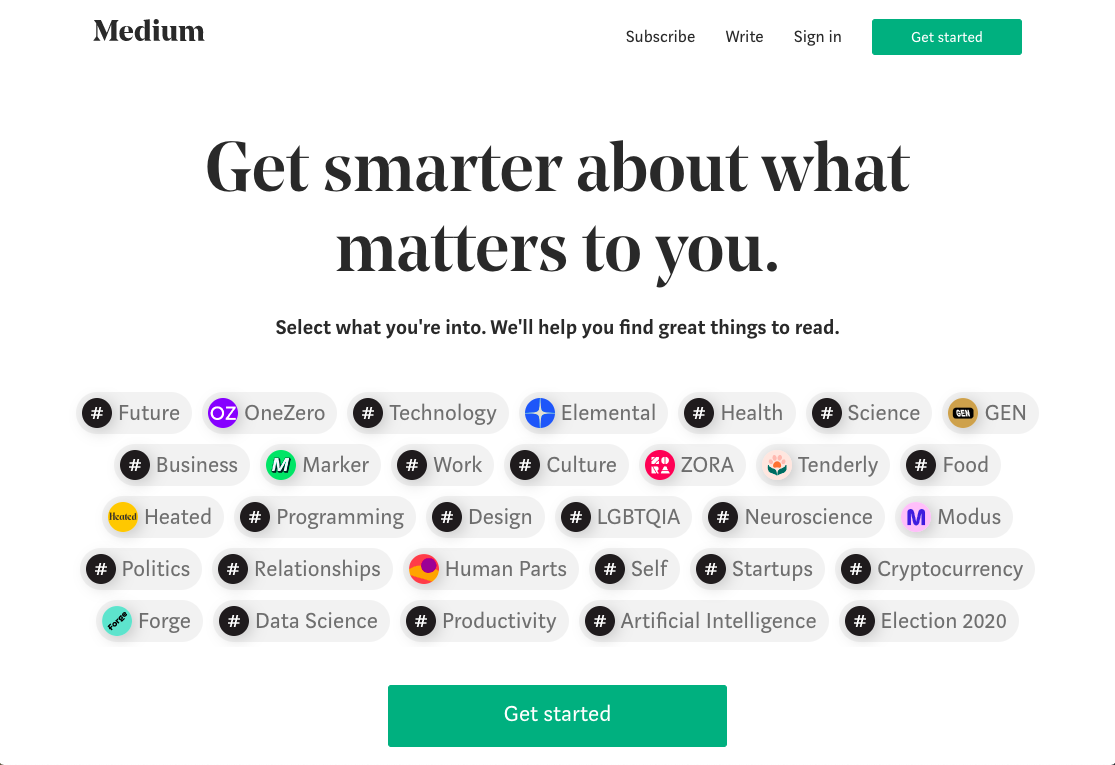 Medium
Subscribe Write Sign in Get started
Get smarter about what
matters to you.
Select what you're into. We'll help you find great things to read.
# Future OZ OneZero # Technology Elemental # Health # Science GEN GEN
# Business M Marker # Work # Culture ZORA ZORA Tenderly # Food
Heated Heated # Programming # Design # LGBTQIA # Neuroscience M Modus
# Politics # Relationships Human Parts # Self # Startups # Cryptocurrency
Forge Forge # Data Science # Productivity # Artificial Intelligence # Election 2020
Get started